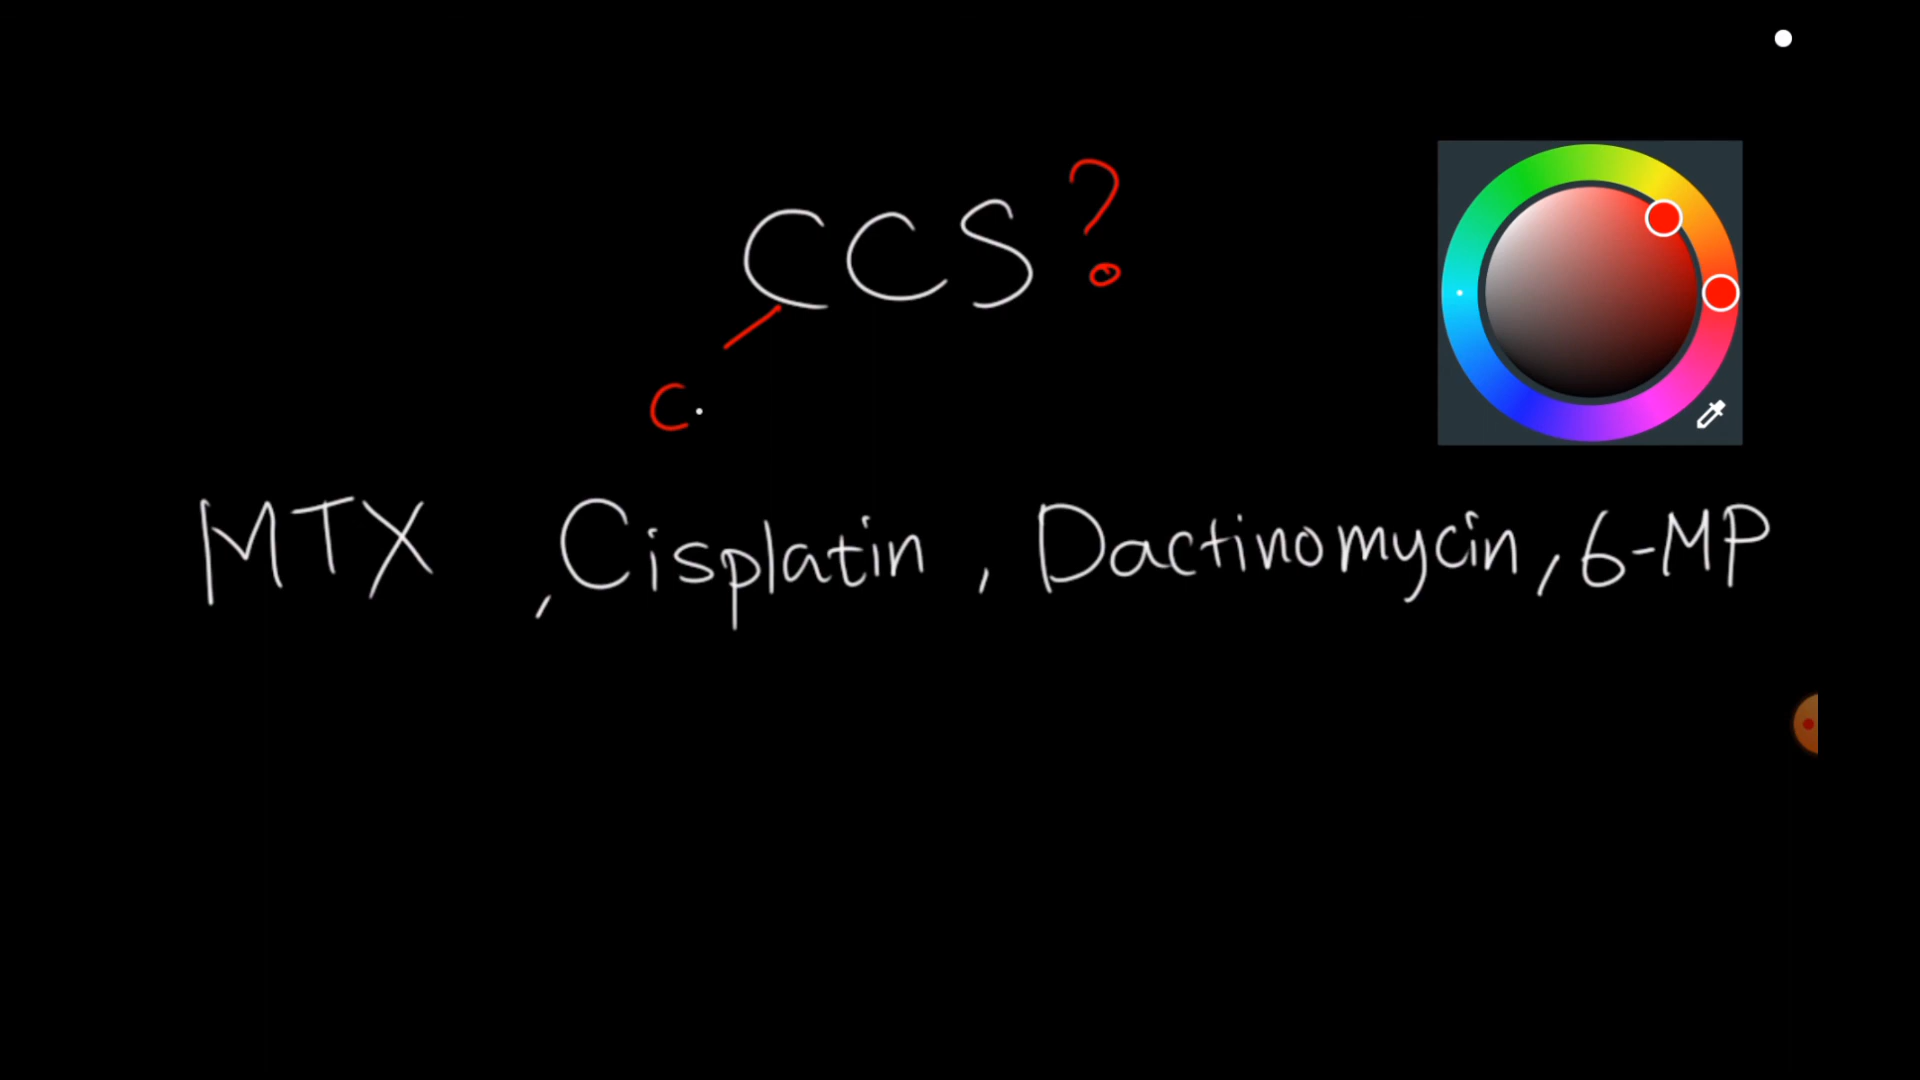 CCS?
C
MTX , Cisplatin , Dactinomycin, 6-MP